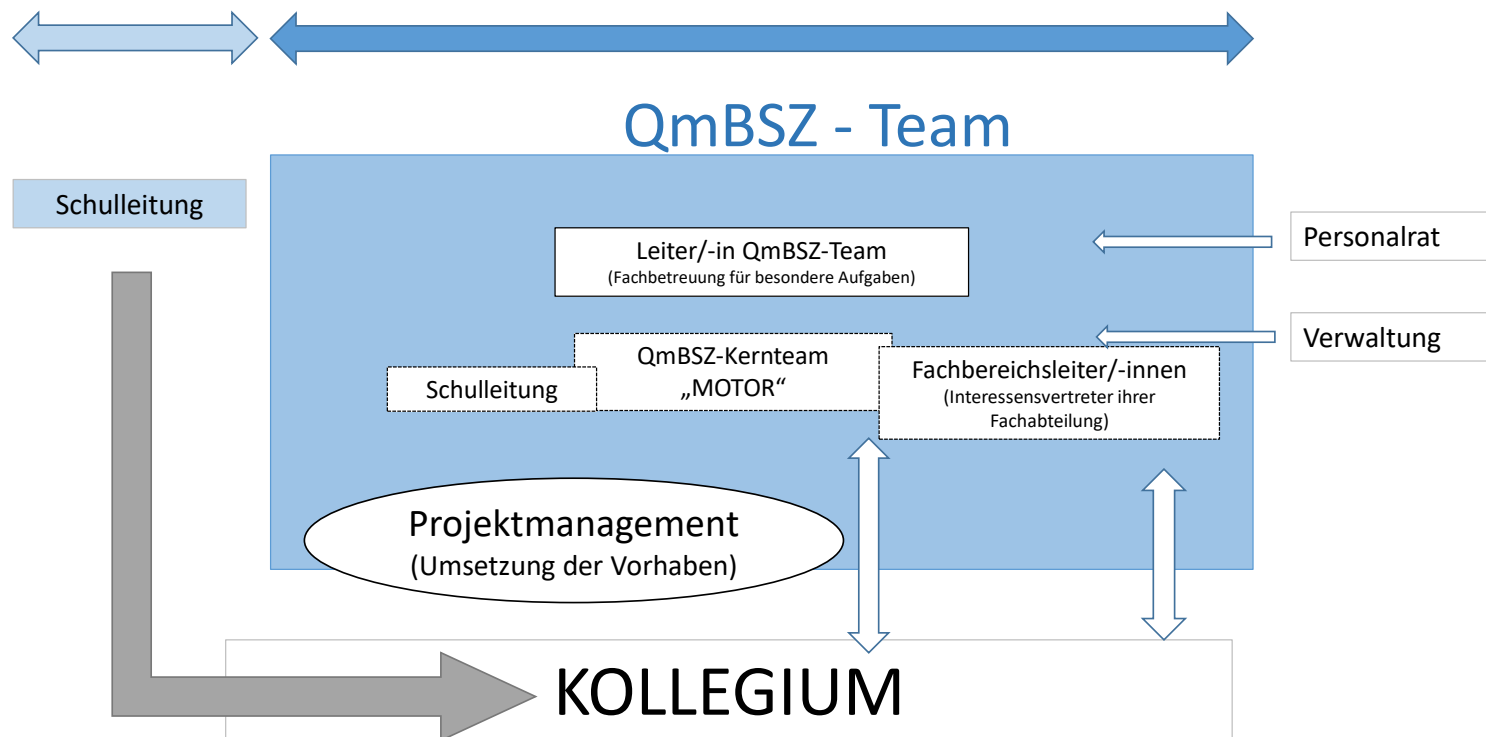 QmBSZ - Team
Schulleitung
Leiter/-in QmBSZ-Team
(Fachbetreuung für besondere Aufgaben)
Personalrat
Verwaltung
QmBSZ-Kernteam
„MOTOR“
Schulleitung
Fachbereichsleiter/-innen
(Interessensvertreter ihrer
Fachabteilung)
Projektmanagement
(Umsetzung der Vorhaben)
KOLLEGIUM